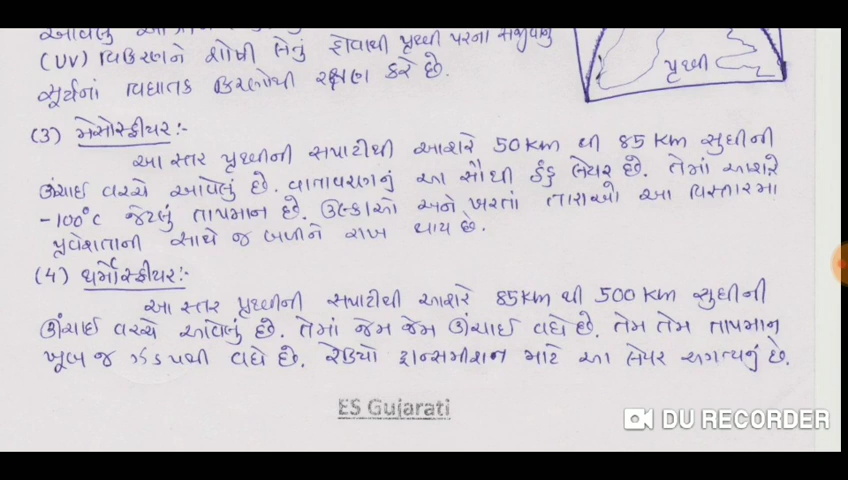 (UV) વિકિરણને શોષી લેતું હોવાથી પૃથ્વી પરના સજીવોનું
સૂર્યનાં વિઘાતક કિરણોથી રક્ષણ કરે છે.
પૃથ્વી
(3) મેસોસ્ફીયર:-
આ સ્તર પૃથ્વીની સપાટીથી આશરે 50 Km થી 85 Km સુધીની
ઊંચાઈ વચ્ચે આવેલું છે. વાતાવરણનું આ સૌથી ઠંડુ લેયર છે. તેમાં આશરે
-100°C જેટલું તાપમાન છે. ઉલ્કાઓ અને ખરતાં તારાઓ આ વિસ્તારમાં
પ્રવેશતાની સાથે જ બળીને રાખ થાય છે.
(4) થર્મોસ્ફીયર:-
આ સ્તર પૃથ્વીની સપાટીથી આશરે 85 Km થી 500 Km સુધીની
ઊંચાઈ વચ્ચે આવેલું છે. તેમાં જેમ જેમ ઊંચાઈ વધે છે. તેમ તેમ તાપમાન
ખૂબ જ ઝડપથી વધે છે. રેડિયો ટ્રાન્સમીશન માટે આ લેયર અગત્યનું છે.
ES Gujarati
DU RECORDER